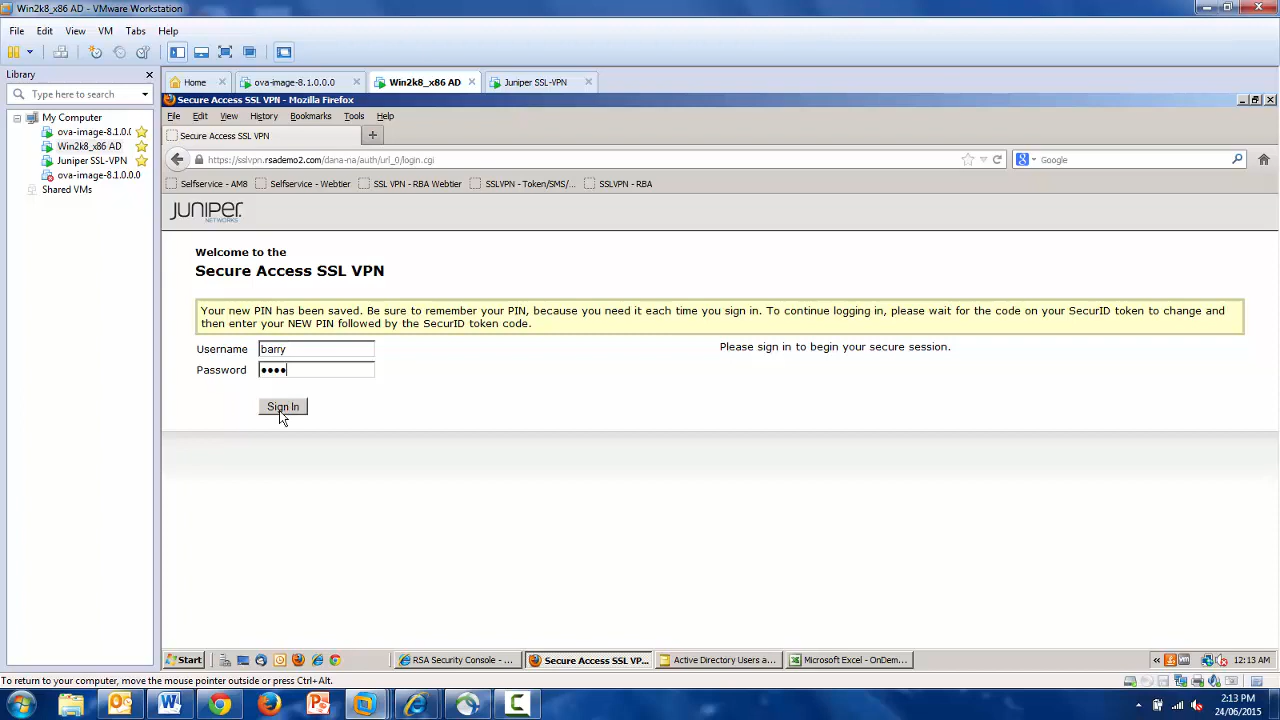 Win2k8_x86 AD - VMware Workstation
File Edit View VM Tabs Help
Library
Type here to search
My Computer
ova-image-8.1.0.(
Win2k8_x86 AD
Juniper SSL-VPN
ova-image-8.1.0.0.0
Shared VMs
Home ova-image-8.1.0.0.0 Win2k8_x86 AD Juniper SSL-VPN
Secure Access SSL VPN - Mozilla Firefox
File Edit View History Bookmarks Tools Help
Secure Access SSL VPN
https://sslvpn.rsademo2.com/dana-na/auth/url_0/login.cgi
Google
Selfservice - AM8 Selfservice - Webtier SSL VPN - RBA Webtier SSLVPN - Token/SMS/... SSLVPN - RBA
JUNIPER
NETWORKS
Welcome to the
Secure Access SSL VPN
Your new PIN has been saved. Be sure to remember your PIN, because you need it each time you sign in. To continue logging in, please wait for the code on your SecurID token to change and
then enter your NEW PIN followed by the SecurID token code.
Username barry
Password ••••
Please sign in to begin your secure session.
Sign In
Start RSA Security Console - ... Secure Access SSL VP... Active Directory Users a... Microsoft Excel - OnDem... 12:13 AM
To return to your computer, move the mouse pointer outside or press Ctrl+Alt.
2:13 PM
24/06/2015